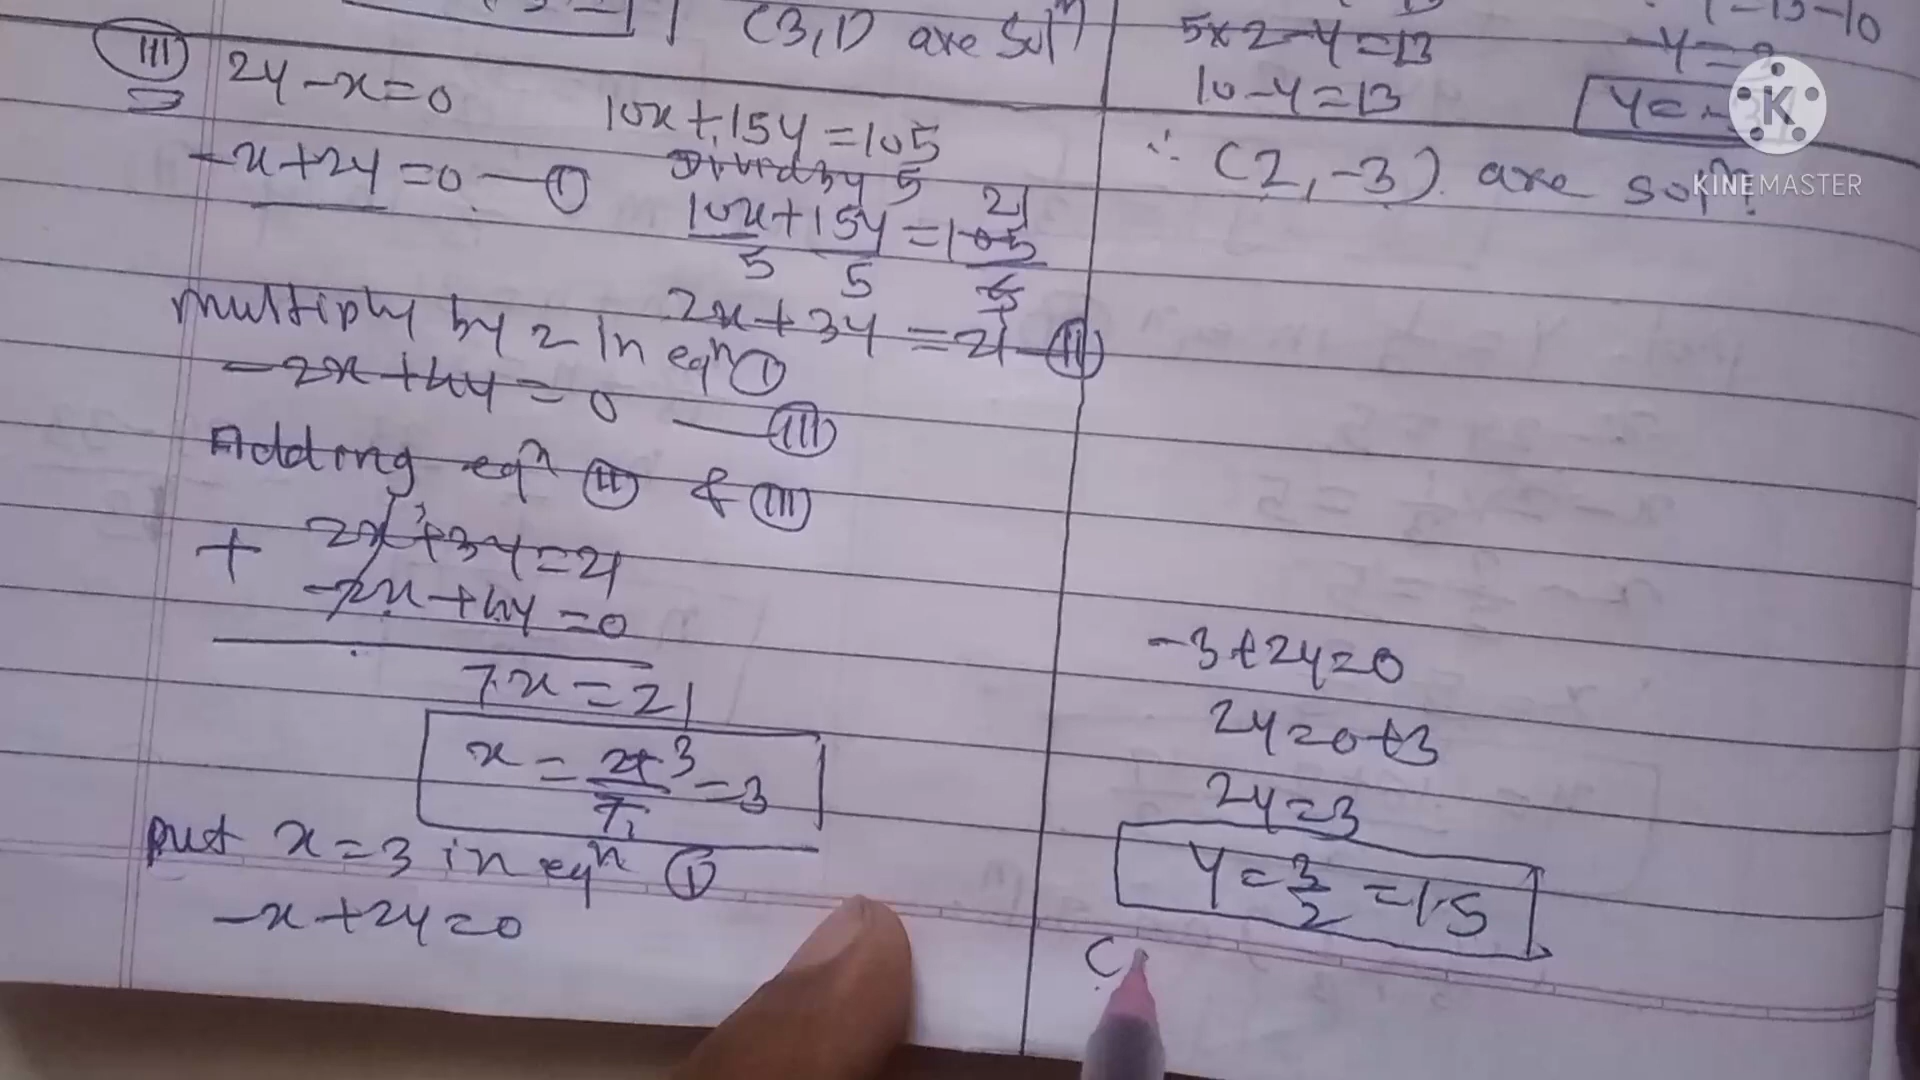 (3,1) are Solⁿ
5×2-y=13
10-y=13
y=-3
∴ (2,-3) are solⁿ.
KINEMASTER
III
2y-x=0
-x+2y=0 — I
10x+15y=105
Divid by 5
10x/5+15y/5=105/5 21
2x+3y=21 — II
multiply by 2 in eqⁿ I
-2x+4y=0 — III
Adding eqⁿ II & III
2x+3y=21
+ -2x+4y=0
7x=21
x=21/7=3
put x=3 in eqⁿ I
-x+2y=0
-3+2y=0
2y=0+3
2y=3
y=3/2=1.5
(